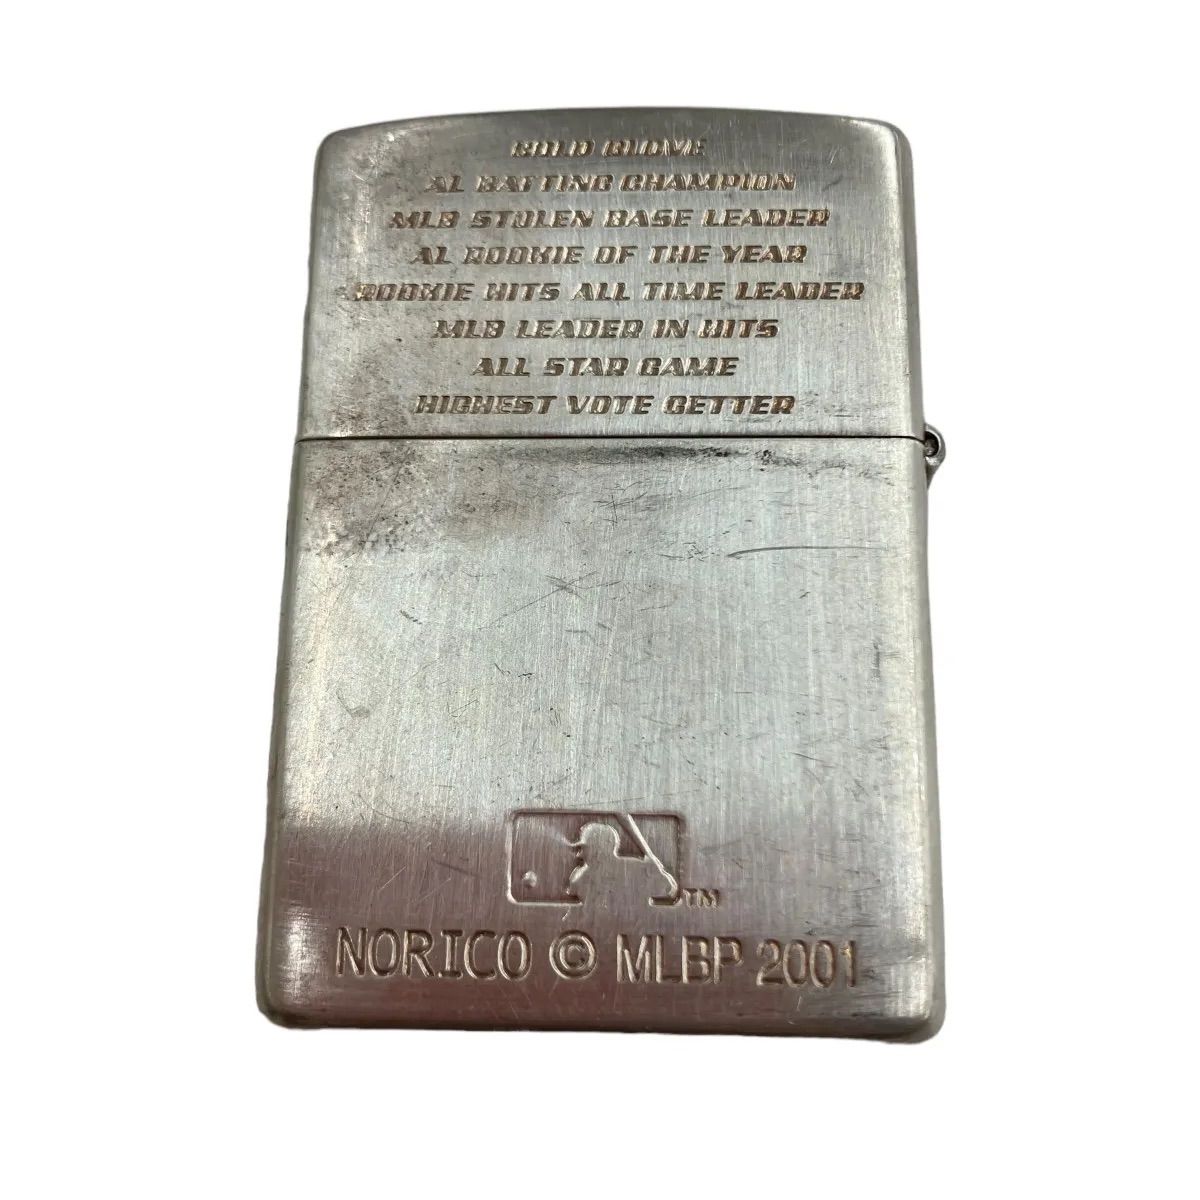 GOLD GLOVE
AL BATTING CHAMPION
MLB STOLEN BASE LEADER
AL ROOKIE OF THE YEAR
ROOKIE HITS ALL TIME LEADER
MLB LEADER IN HITS
ALL STAR GAME
HIGHEST VOTE GETTER
TM
NORICO © MLBP 2001